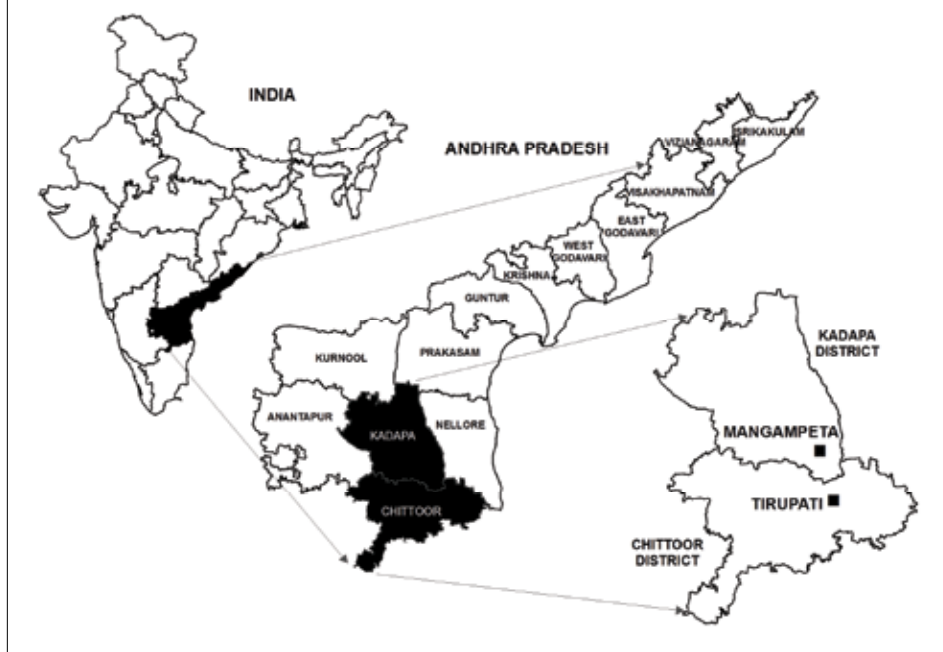 INDIA
ANDHRA PRADESH
SRIKAKULAM
VIZIANAGARAM
VISAKHAPATNAM
EAST
GODAVARI
WEST
GODAVARI
KRISHNA
GUNTUR
PRAKASAM
KURNOOL
ANANTAPUR
KADAPA
NELLORE
CHITTOOR
KADAPA
DISTRICT
MANGAMPETA
TIRUPATI
CHITTOOR
DISTRICT